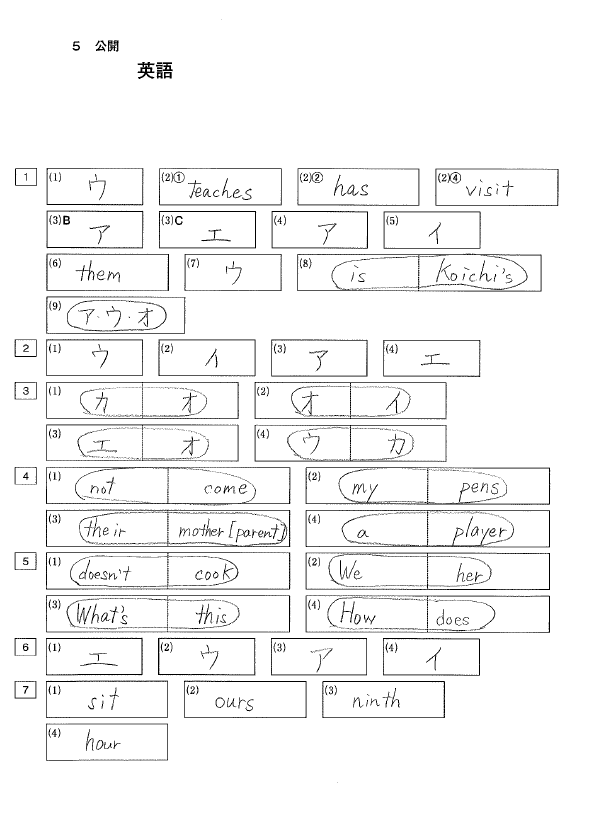 5 公開
英語
1 (1) ウ (2)① teaches (2)② has (2)④ visit
(3)B ア (3)C エ (4) ア (5) イ
(6) them (7) ウ (8) is Koichi's
(9) ア・ウ・オ
2 (1) ウ (2) イ (3) ア (4) エ
3 (1) カ オ (2) オ イ
(3) エ オ (4) ウ カ
4 (1) not come (2) my pens
(3) their mother[parent] (4) a player
5 (1) doesn't cook (2) We her
(3) What's this (4) How does
6 (1) エ (2) ウ (3) ア (4) イ
7 (1) sit (2) ours (3) ninth
(4) hour